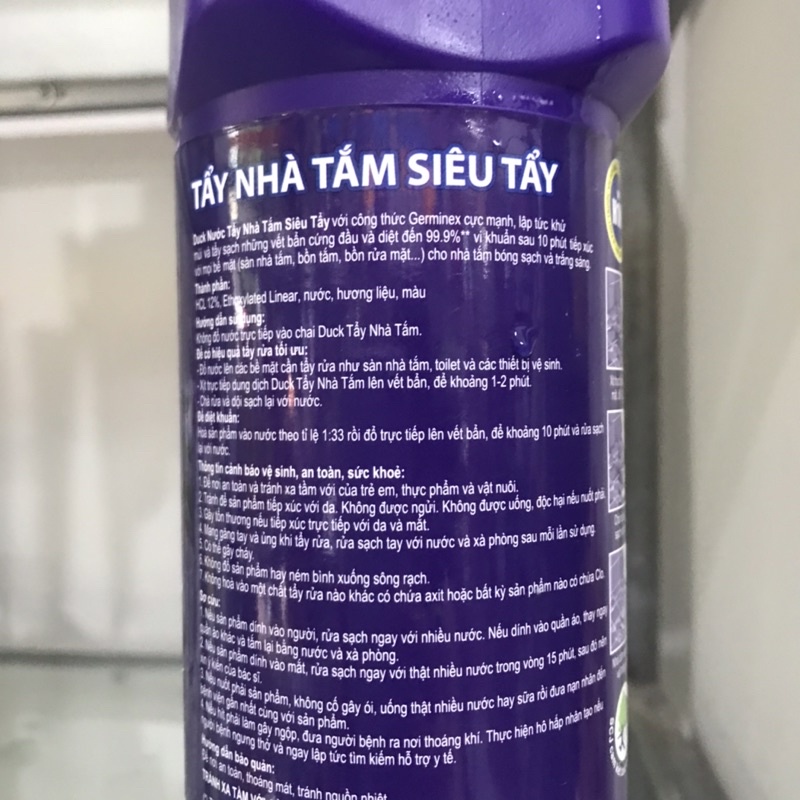 TẨY NHÀ TẮM SIÊU TẨY
Duck Nước Tẩy Nhà Tắm Siêu Tẩy với công thức Germinex cực mạnh, lập tức khử
mùi và tẩy sạch những vết bẩn cứng đầu và diệt đến 99.9%** vi khuẩn sau 10 phút tiếp xúc
với mọi bề mặt (sàn nhà tắm, bồn tắm, bồn rửa mặt...) cho nhà tắm bóng sạch và trắng sáng.
Thành phần:
HCL 12%, Ethoxylated Linear, nước, hương liệu, màu
Hướng dẫn sử dụng:
Không đổ nước trực tiếp vào chai Duck Tẩy Nhà Tắm.
Để có hiệu quả tẩy rửa tối ưu:
- Đổ nước lên các bề mặt cần tẩy rửa như sàn nhà tắm, toilet và các thiết bị vệ sinh.
- Xịt trực tiếp dung dịch Duck Tẩy Nhà Tắm lên vết bẩn, để khoảng 1-2 phút.
- Chà rửa và dội sạch lại với nước.
Để diệt khuẩn:
Hoà sản phẩm vào nước theo tỉ lệ 1:33 rồi đổ trực tiếp lên vết bẩn, để khoảng 10 phút và rửa sạch
lại với nước.
Thông tin cảnh báo vệ sinh, an toàn, sức khoẻ:
1. Để nơi an toàn và tránh xa tầm với của trẻ em, thực phẩm và vật nuôi.
2. Tránh để sản phẩm tiếp xúc với da. Không được ngửi. Không được uống, độc hại nếu nuốt phải.
3. Gây tổn thương nếu tiếp xúc trực tiếp với da và mắt.
4. Mang găng tay và ủng khi tẩy rửa, rửa sạch tay với nước và xà phòng sau mỗi lần sử dụng.
5. Có thể gây cháy.
6. Không đổ sản phẩm hay ném bình xuống sông rạch.
7. Không hoà vào một chất tẩy rửa nào khác có chứa axit hoặc bất kỳ sản phẩm nào có chứa Clo.
Sơ cứu:
1. Nếu sản phẩm dính vào người, rửa sạch ngay với nhiều nước. Nếu dính vào quần áo, thay ngay
quần áo khác và tắm lại bằng nước và xà phòng.
2. Nếu sản phẩm dính vào mắt, rửa sạch ngay với thật nhiều nước trong vòng 15 phút, sau đó nên
xin ý kiến của bác sĩ.
3. Nếu nuốt phải sản phẩm, không cố gây ói, uống thật nhiều nước hay sữa rồi đưa nạn nhân đến
bệnh viện gần nhất cùng với sản phẩm.
4. Nếu hít phải làm gây ngộp, đưa người bệnh ra nơi thoáng khí. Thực hiện hô hấp nhân tạo nếu
người bệnh ngưng thở và ngay lập tức tìm kiếm hỗ trợ y tế.
Hướng dẫn bảo quản:
Để nơi an toàn, thoáng mát, tránh nguồn nhiệt
TRÁNH XA TẦM VỚI